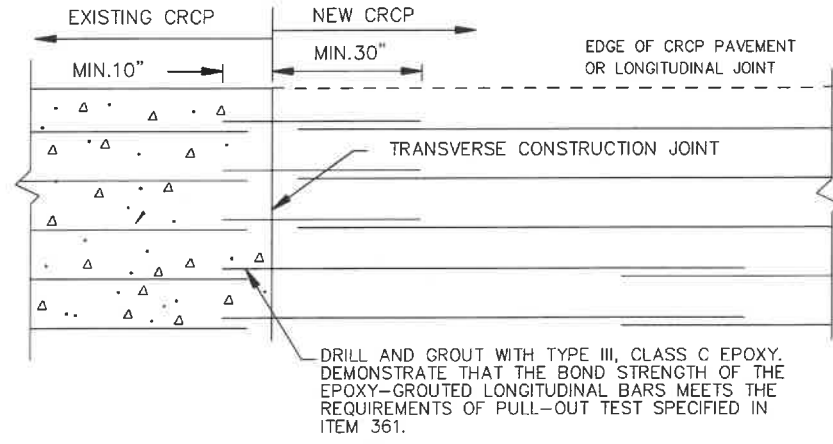 EXISTING CRCP
NEW CRCP
MIN.10"
MIN.30"
EDGE OF CRCP PAVEMENT
OR LONGITUDINAL JOINT
TRANSVERSE CONSTRUCTION JOINT
DRILL AND GROUT WITH TYPE III, CLASS C EPOXY.
DEMONSTRATE THAT THE BOND STRENGTH OF THE
EPOXY-GROUTED LONGITUDINAL BARS MEETS THE
REQUIREMENTS OF PULL-OUT TEST SPECIFIED IN
ITEM 361.